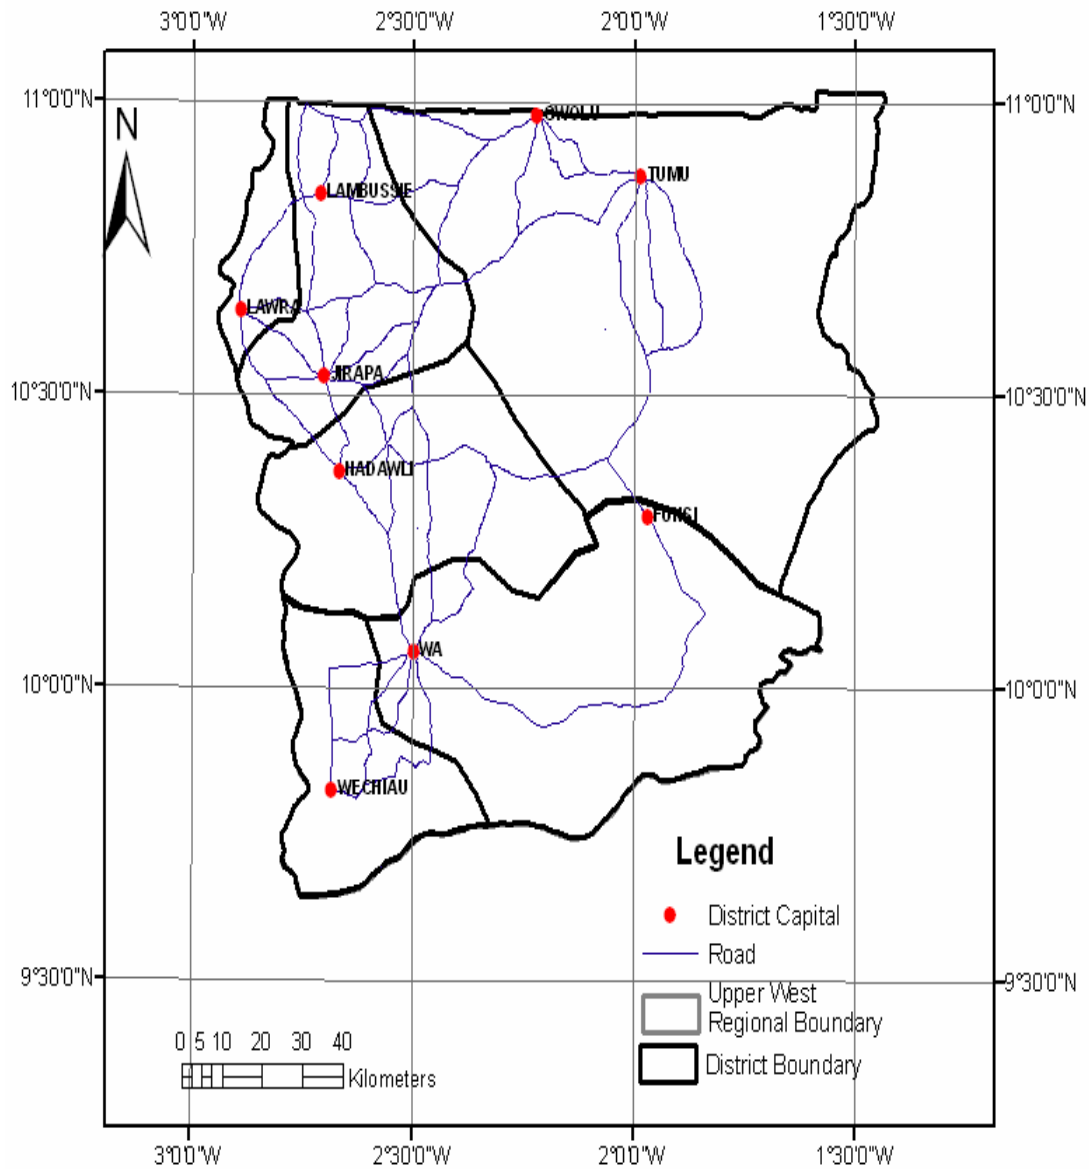 3°0'0"W 2°30'0"W 2°0'0"W 1°30'0"W
11°0'0"N 11°0'0"N
N
GWOLU
TUMU
LAMBUSSIE
LAWRA
JIRAPA
10°30'0"N 10°30'0"N
NADAWLI
FUNSI
WA
10°0'0"N 10°0'0"N
WECHIAU
Legend
District Capital
Road
Upper West
Regional Boundary
District Boundary
9°30'0"N 9°30'0"N
0 5 10 20 30 40
Kilometers
3°0'0"W 2°30'0"W 2°0'0"W 1°30'0"W